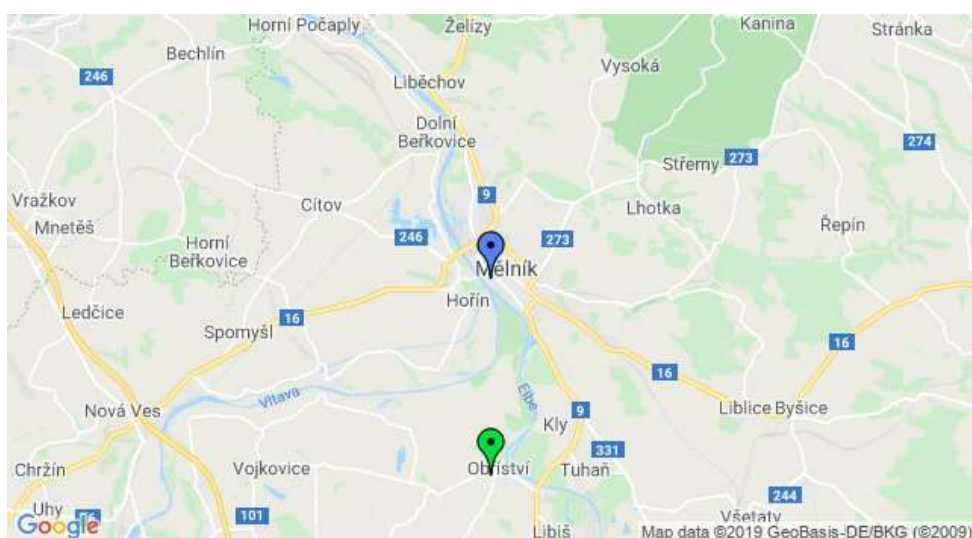 Horní Počaply
Želízy
Kanina
Stránka
Bechlín
246
Liběchov
Vysoká
Dolní
Beřkovice
274
Střemy
273
9
Vražkov
Cítov
Lhotka
Řepín
Mnetěš
246
273
Horní
Beřkovice
Mělník
Hořín
Ledčice
16
Spomyšl
16
16
Vltava
Elbe
Nová Ves
9
Liblice
Byšice
Kly
331
Chržín
Vojkovice
Obříství
Tuhaň
244
Uhy
16
101
Všetaty
Google
Libiš
Map data ©2019 GeoBasis-DE/BKG (©2009)